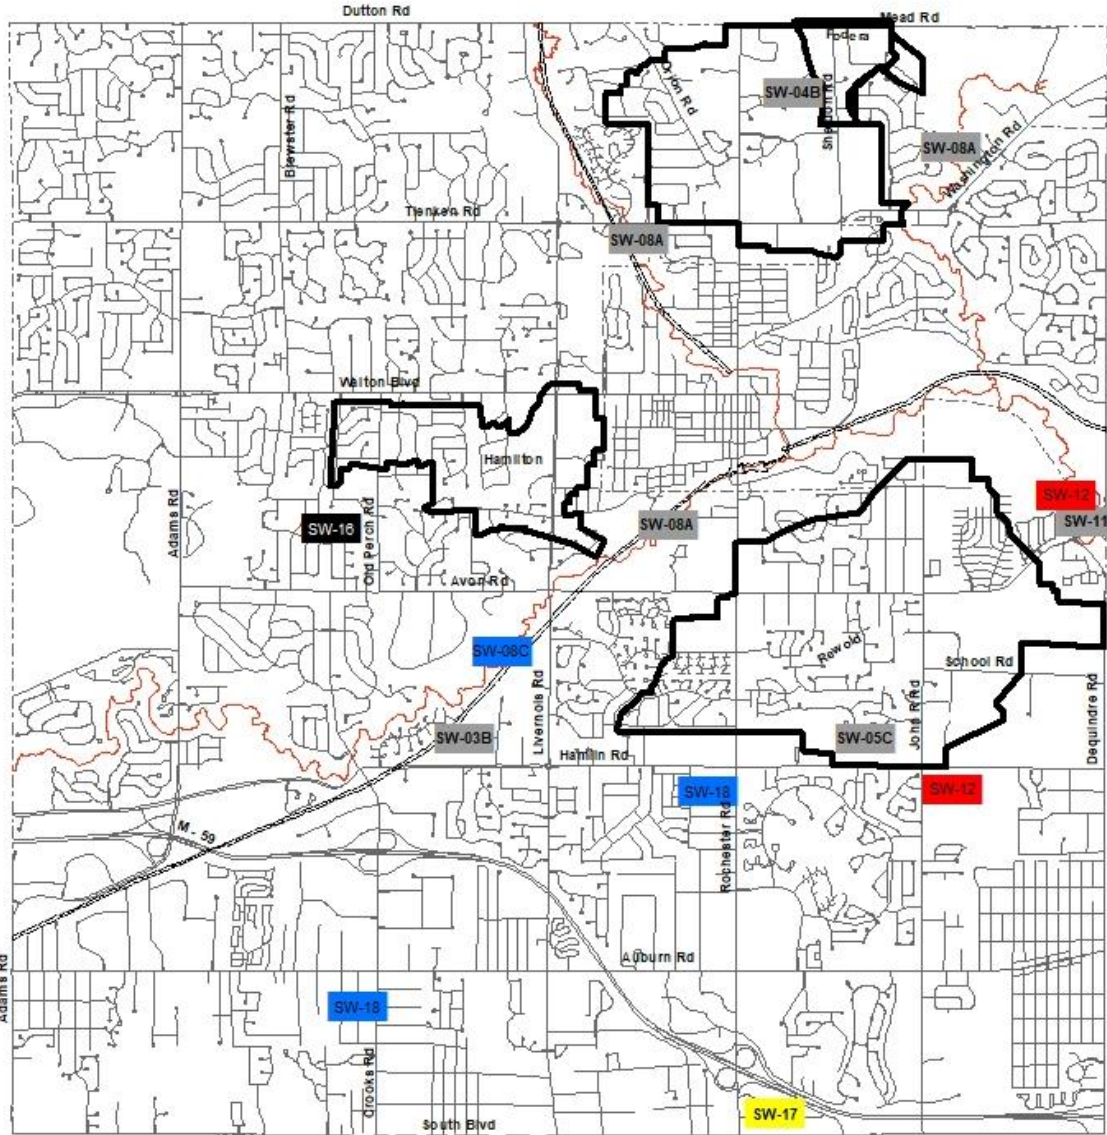 Dutton Rd
Mead Rd
Fodera
Orion Rd
SW-04B
Sheldon Rd
Brewster Rd
SW-08A
Washington Rd
Tienken Rd
SW-08A
Walton Blvd
Hamilton
Adams Rd
SW-12
SW-16
Old Perch Rd
SW-08A
SW-11
Avon Rd
SW-08C
Rewold
School Rd
Livernois Rd
John R Rd
Dequindre Rd
SW-03B
SW-05C
Hamlin Rd
SW-18
SW-12
Rochester Rd
M - 59
Auburn Rd
Adams Rd
SW-18
Crooks Rd
SW-17
South Blvd